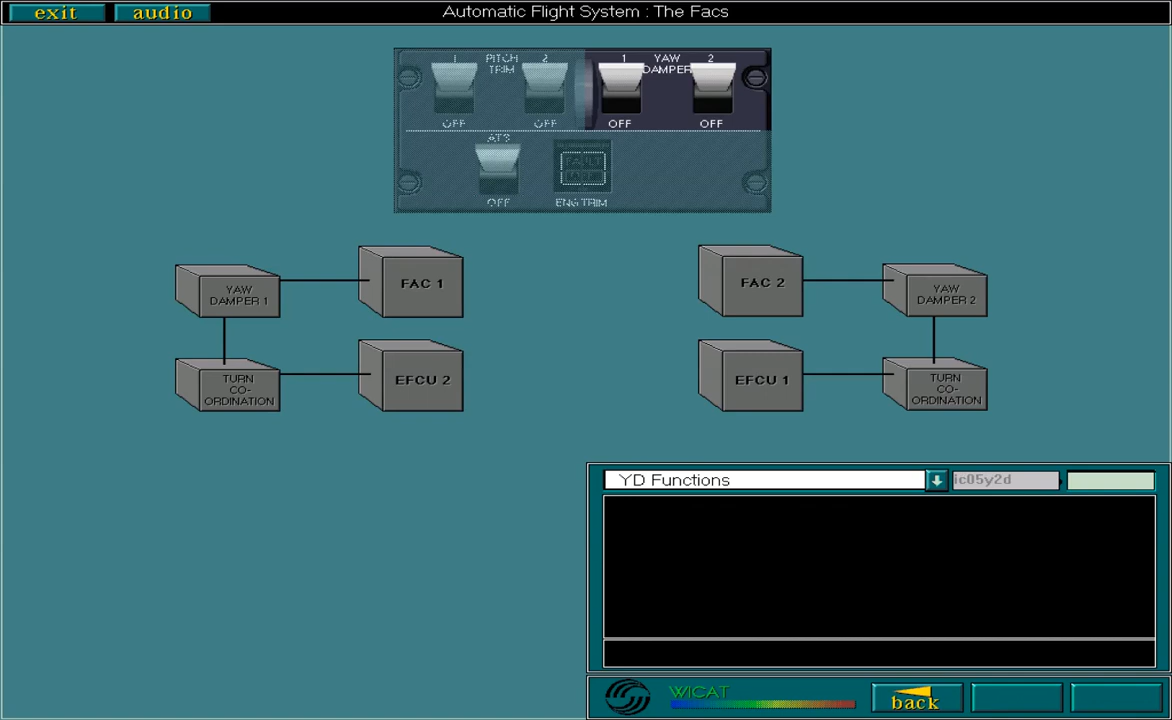 exit
audio
Automatic Flight System : The Facs
1 PITCH 2
TRIM
1 YAW 2
DAMPER
OFF OFF OFF OFF
ATS
FAULT
OFF
ENG TRIM
YAW
DAMPER 1
FAC 1
FAC 2
YAW
DAMPER 2
TURN
CO-
ORDINATION
EFCU 2
EFCU 1
TURN
CO-
ORDINATION
YD Functions
ic05y2d
WICAT
back